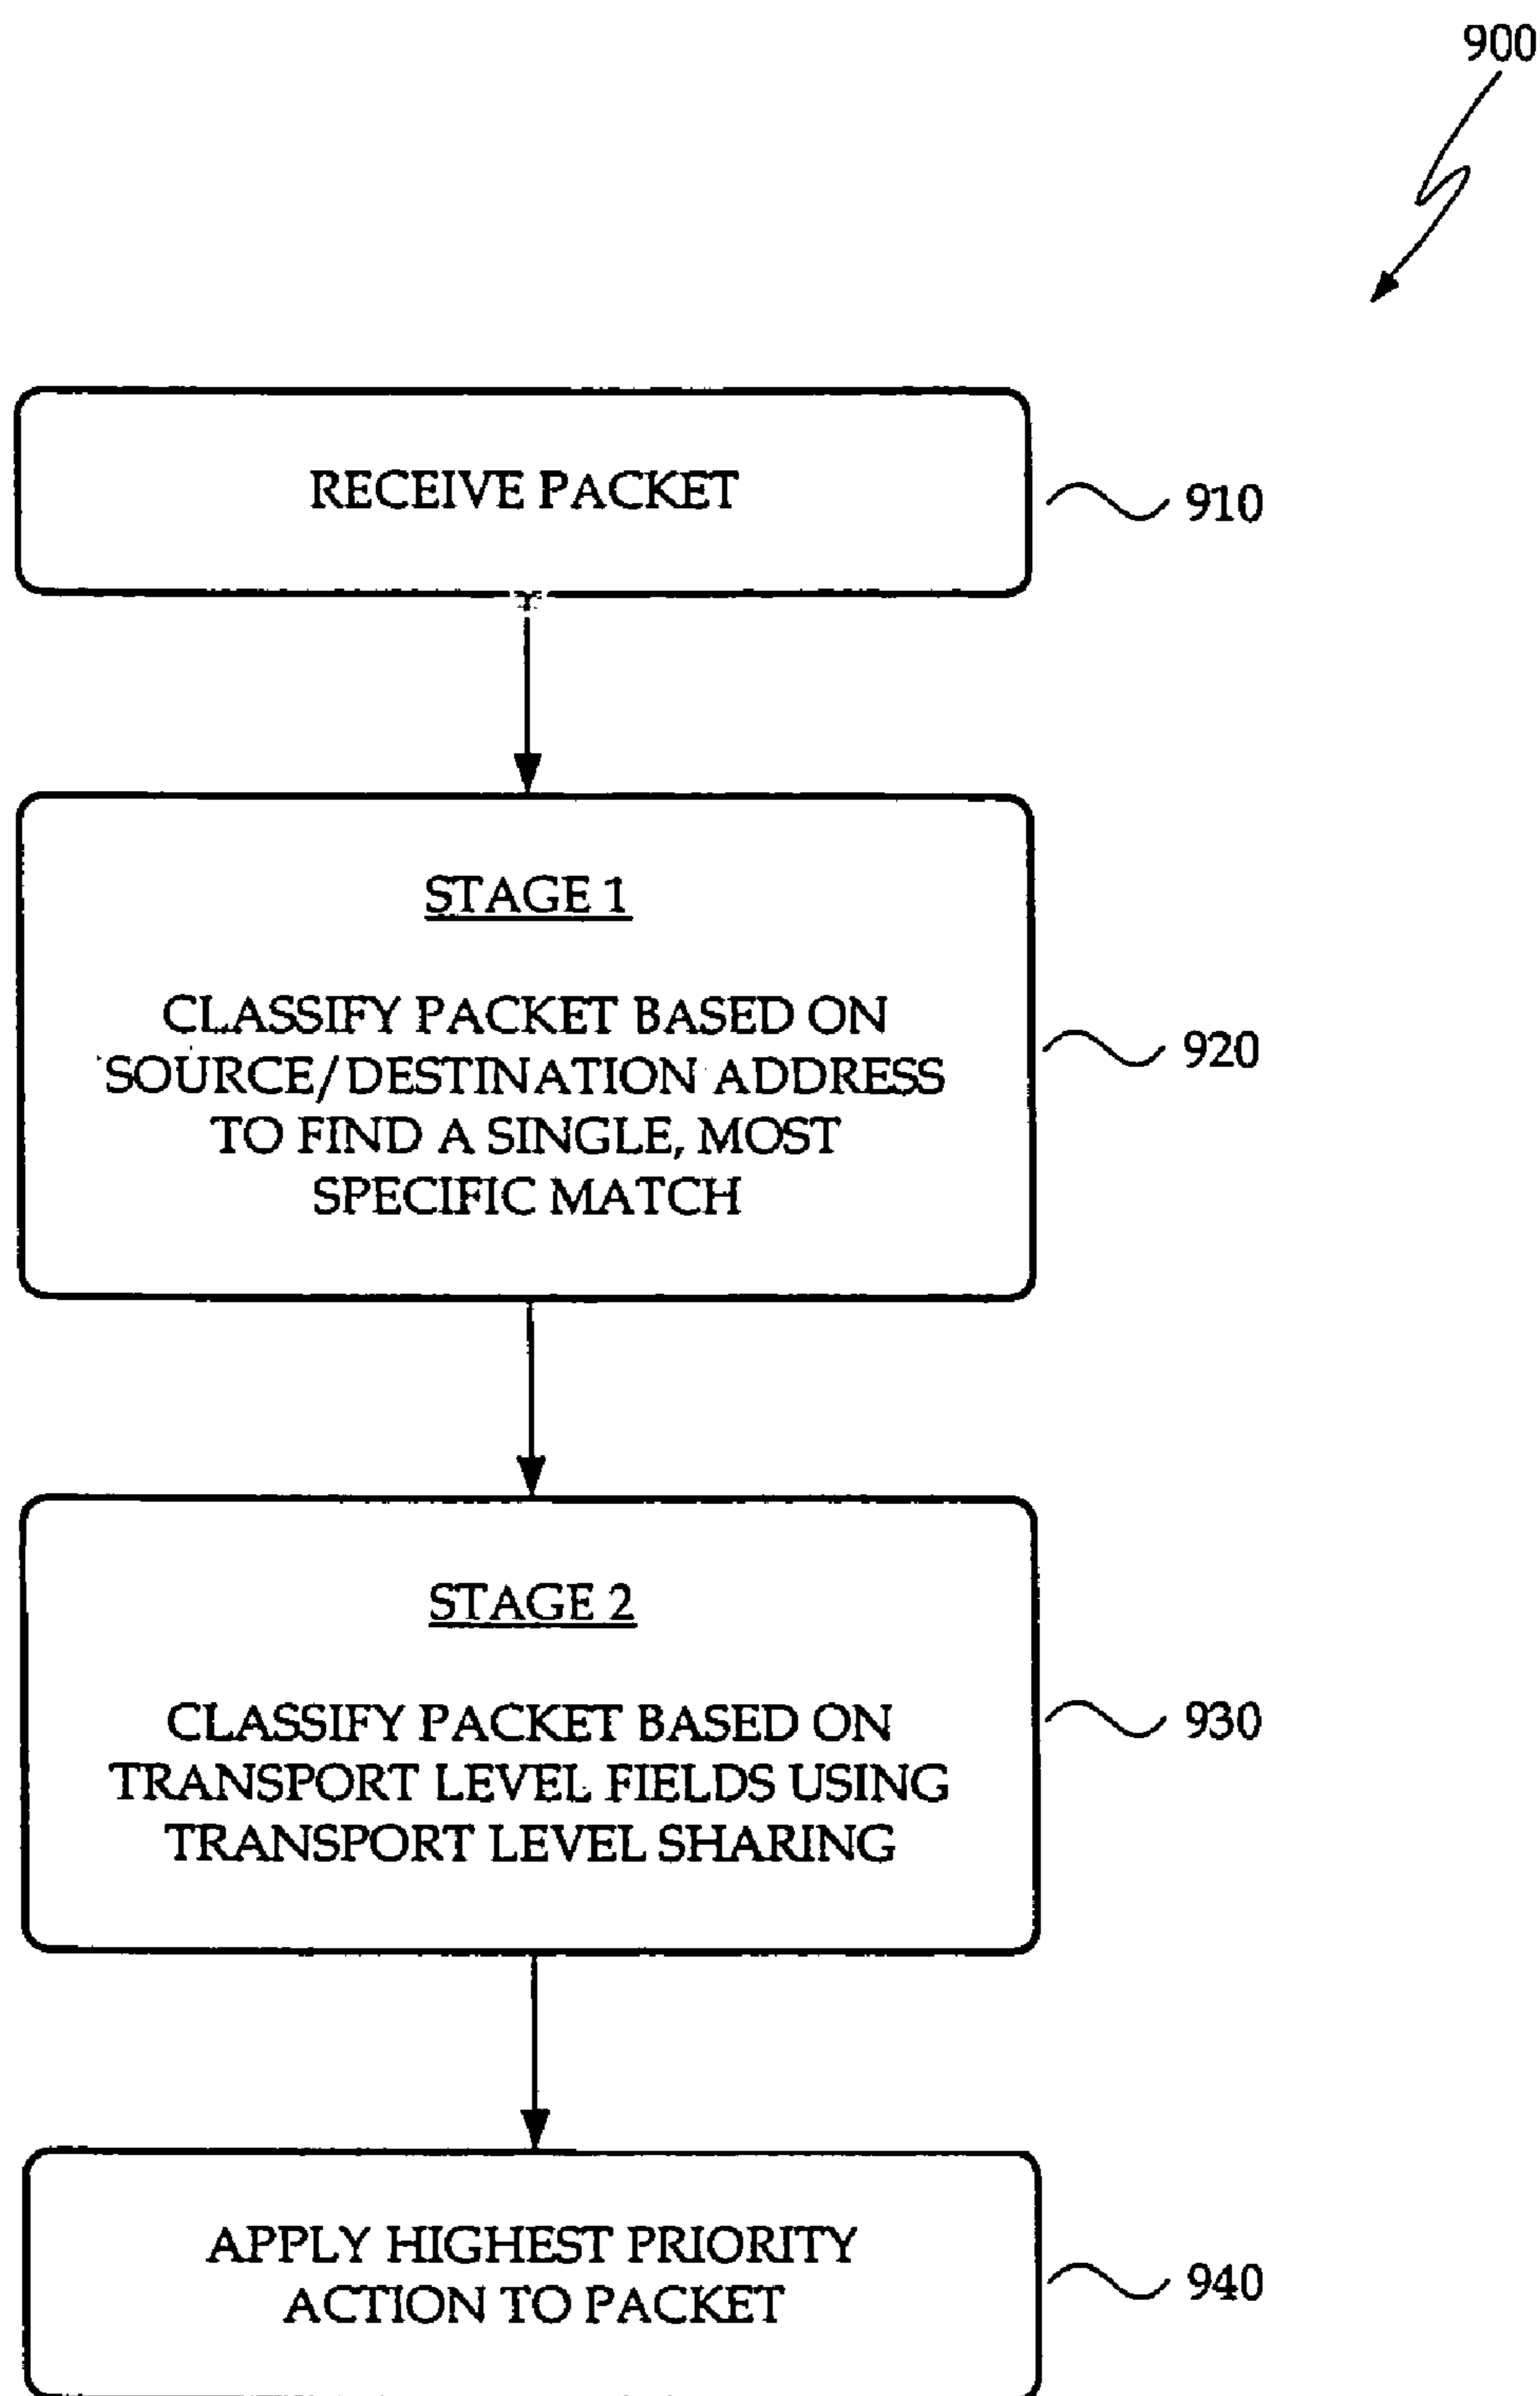 900
RECEIVE PACKET
910
STAGE 1
CLASSIFY PACKET BASED ON
SOURCE/DESTINATION ADDRESS
TO FIND A SINGLE, MOST
SPECIFIC MATCH
920
STAGE 2
CLASSIFY PACKET BASED ON
TRANSPORT LEVEL FIELDS USING
TRANSPORT LEVEL SHARING
930
APPLY HIGHEST PRIORITY
ACTION TO PACKET
940